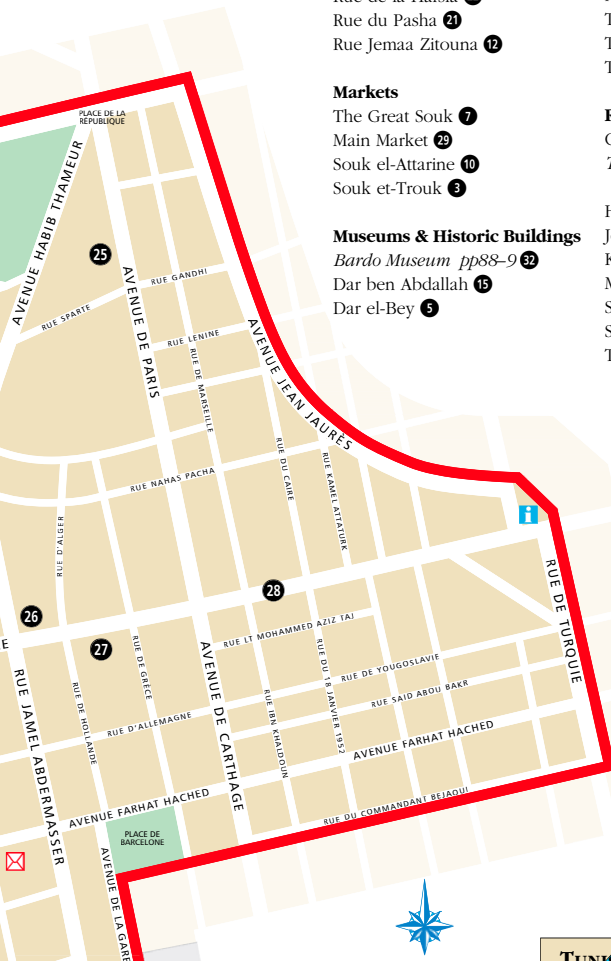 Rue du Pasha 21
Rue Jemaa Zitouna 12
Markets
The Great Souk 7
Main Market 29
Souk el-Attarine 10
Souk et-Trouk 3
Museums & Historic Buildings
Bardo Museum pp88–9 32
Dar ben Abdallah 15
Dar el-Bey 5
PLACE DE LA
RÉPUBLIQUE
AVENUE HABIB THAMEUR
25
RUE GANDHI
AVENUE DE PARIS
RUE SPARTE
RUE LENINE
RUE DE MARSEILLE
AVENUE JEAN JAURÈS
RUE DU CAIRE
RUE KAMEL ATTATURK
RUE NAHAS PACHA
RUE D'ALGER
i
RUE DE TURQUIE
28
26
27
E
RUE LT MOHAMMED AZIZ TAJ
RUE DE GRÈCE
AVENUE DE CARTHAGE
RUE DU 18 JANVIER 1952
RUE DE YOUGOSLAVIE
RUE SAID ABOU BAKR
RUE JAMEL ABDERMASSER
RUE DE HOLLANDE
RUE IBN KHALDOUN
RUE D'ALLEMAGNE
AVENUE FARHAT HACHED
AVENUE FARHAT HACHED
RUE DU COMMANDANT BEJAOUI
PLACE DE
BARCELONE
AVENUE DE LA GARE